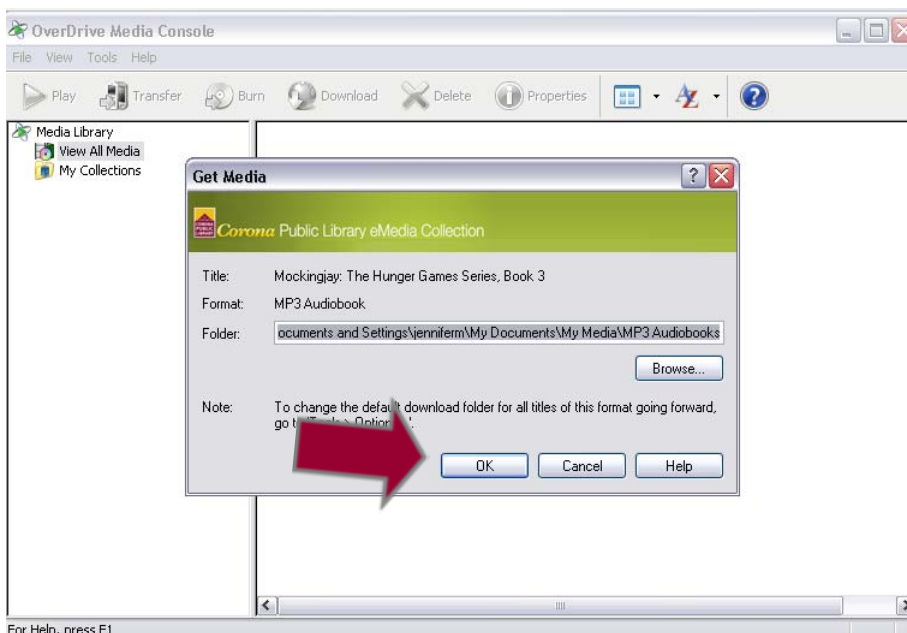 OverDrive Media Console
File View Tools Help
Play Transfer Burn Download Delete Properties
Media Library
View All Media
My Collections
Get Media
Corona Public Library eMedia Collection
Title: Mockingjay: The Hunger Games Series, Book 3
Format: MP3 Audiobook
Folder: ocuments and Settings\jenniferm\My Documents\My Media\MP3 Audiobooks
Browse...
Note: To change the default download folder for all titles of this format going forward,
go to
OK Cancel Help
For Help, press F1